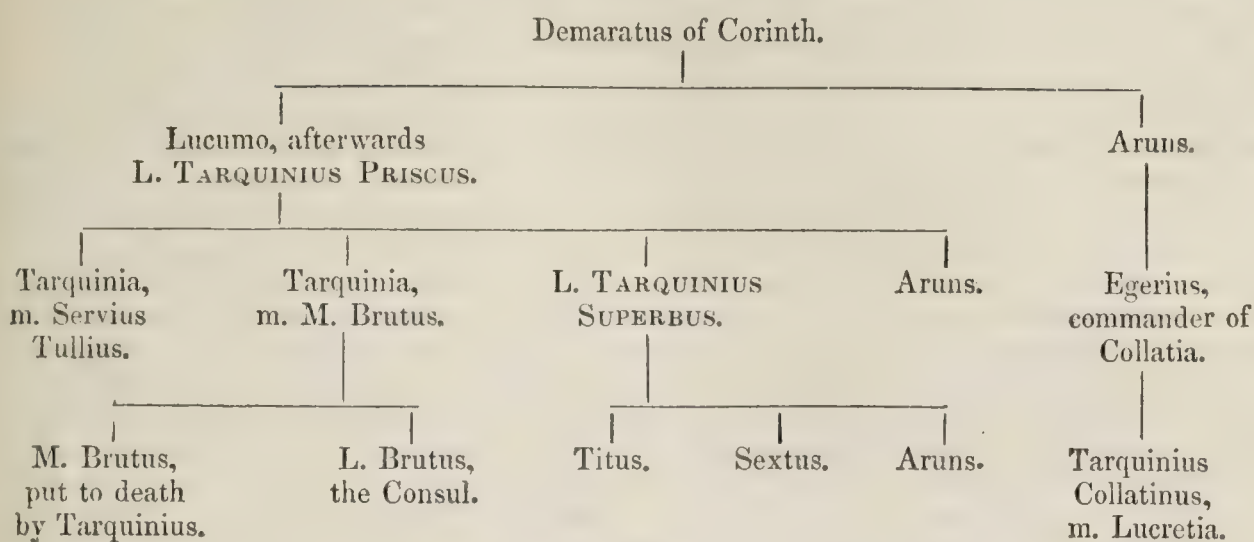 Demaratus of Corinth.
Lucumo, afterwards
L. TARQUINIUS PRISCUS.
Aruns.
Tarquinia,
m. Servius
Tullius.
Tarquinia,
m. M. Brutus.
L. TARQUINIUS
SUPERBUS.
Aruns.
Egerius,
commander of
Collatia.
M. Brutus,
put to death
by Tarquinius.
L. Brutus,
the Consul.
Titus.
Sextus.
Aruns.
Tarquinius
Collatinus,
m. Lucretia.